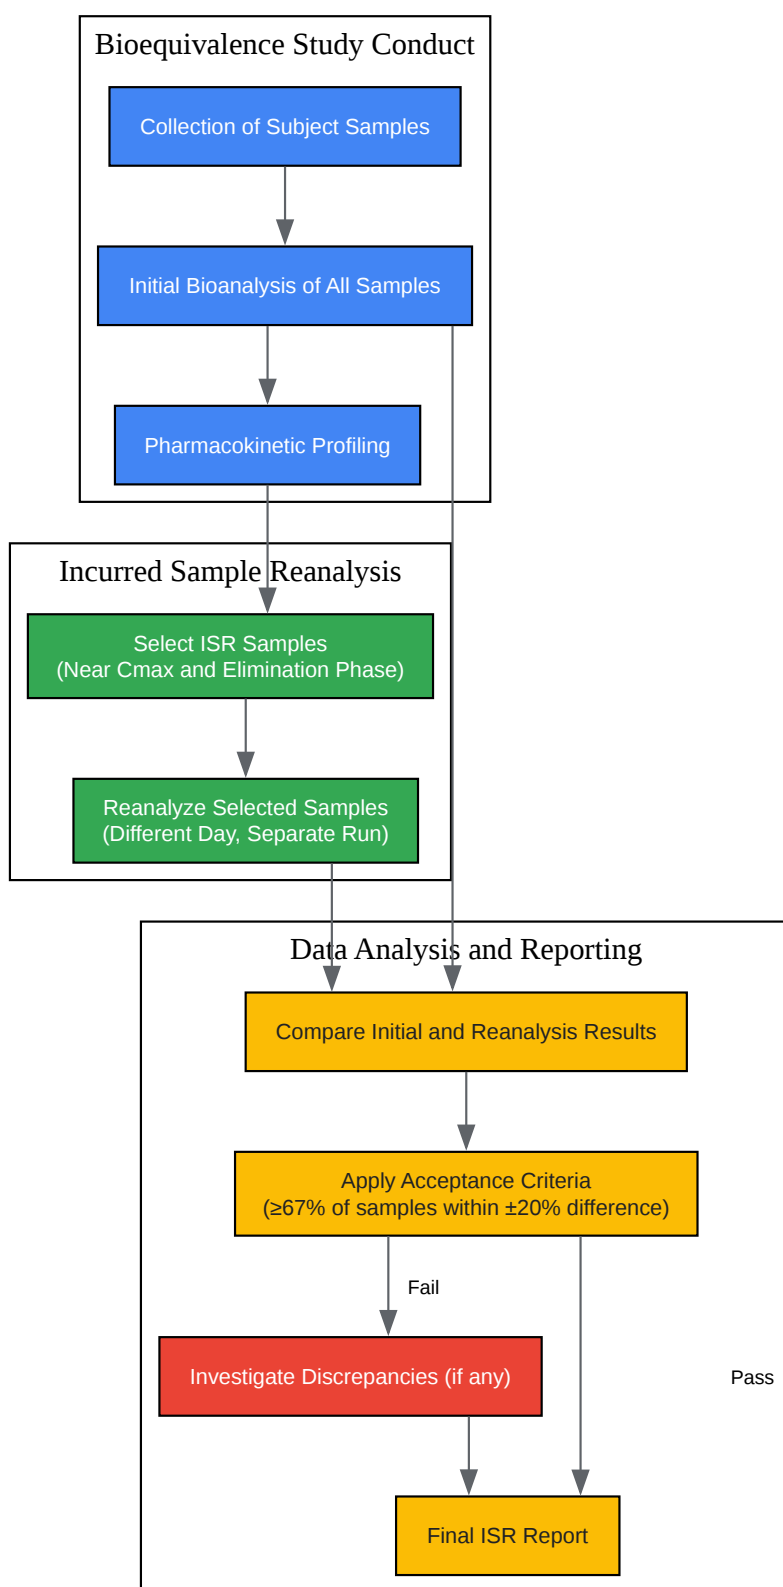 Bioequivalence Study Conduct
Collection of Subject Samples
Initial Bioanalysis of All Samples
Pharmacokinetic Profiling
Incurred Sample Reanalysis
Select ISR Samples
(Near Cmax and Elimination Phase)
Reanalyze Selected Samples
(Different Day, Separate Run)
Data Analysis and Reporting
Compare Initial and Reanalysis Results
Apply Acceptance Criteria
(≥67% of samples within ±20% difference)
Fail
Investigate Discrepancies (if any)
Pass
Final ISR Report